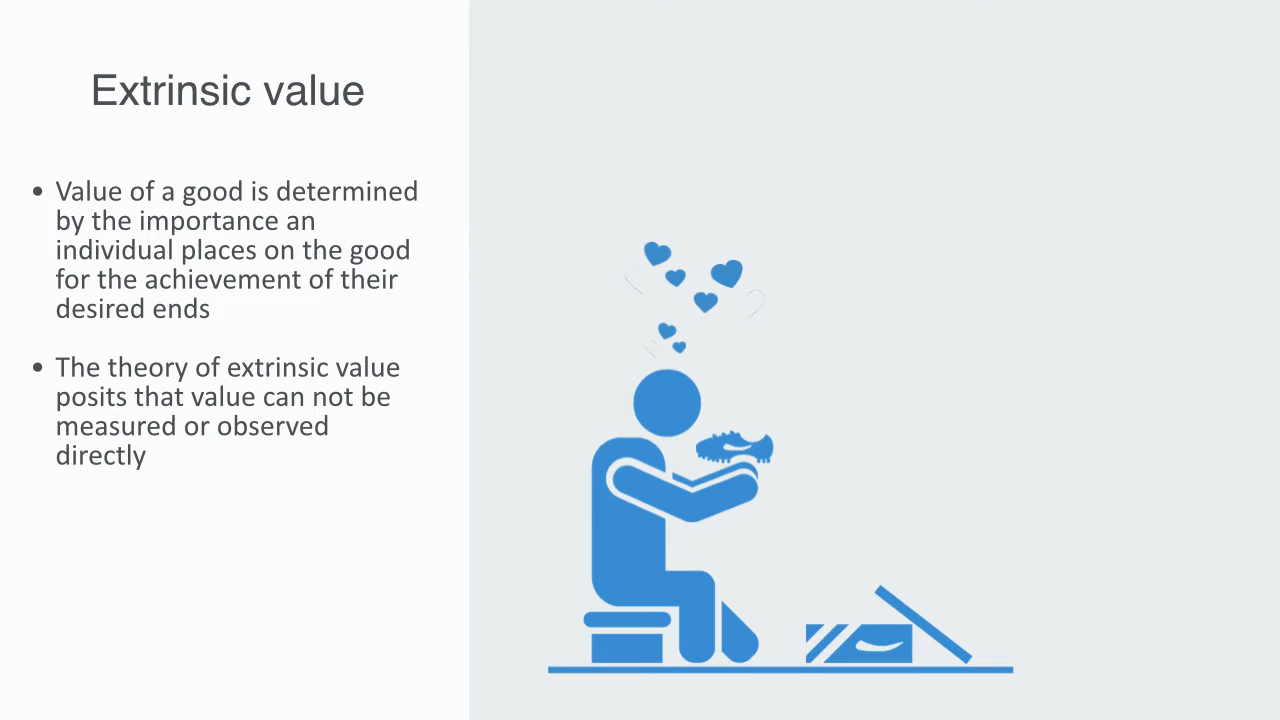 Extrinsic value
• Value of a good is determined
by the importance an
individual places on the good
for the achievement of their
desired ends
• The theory of extrinsic value
posits that value can not be
measured or observed
directly